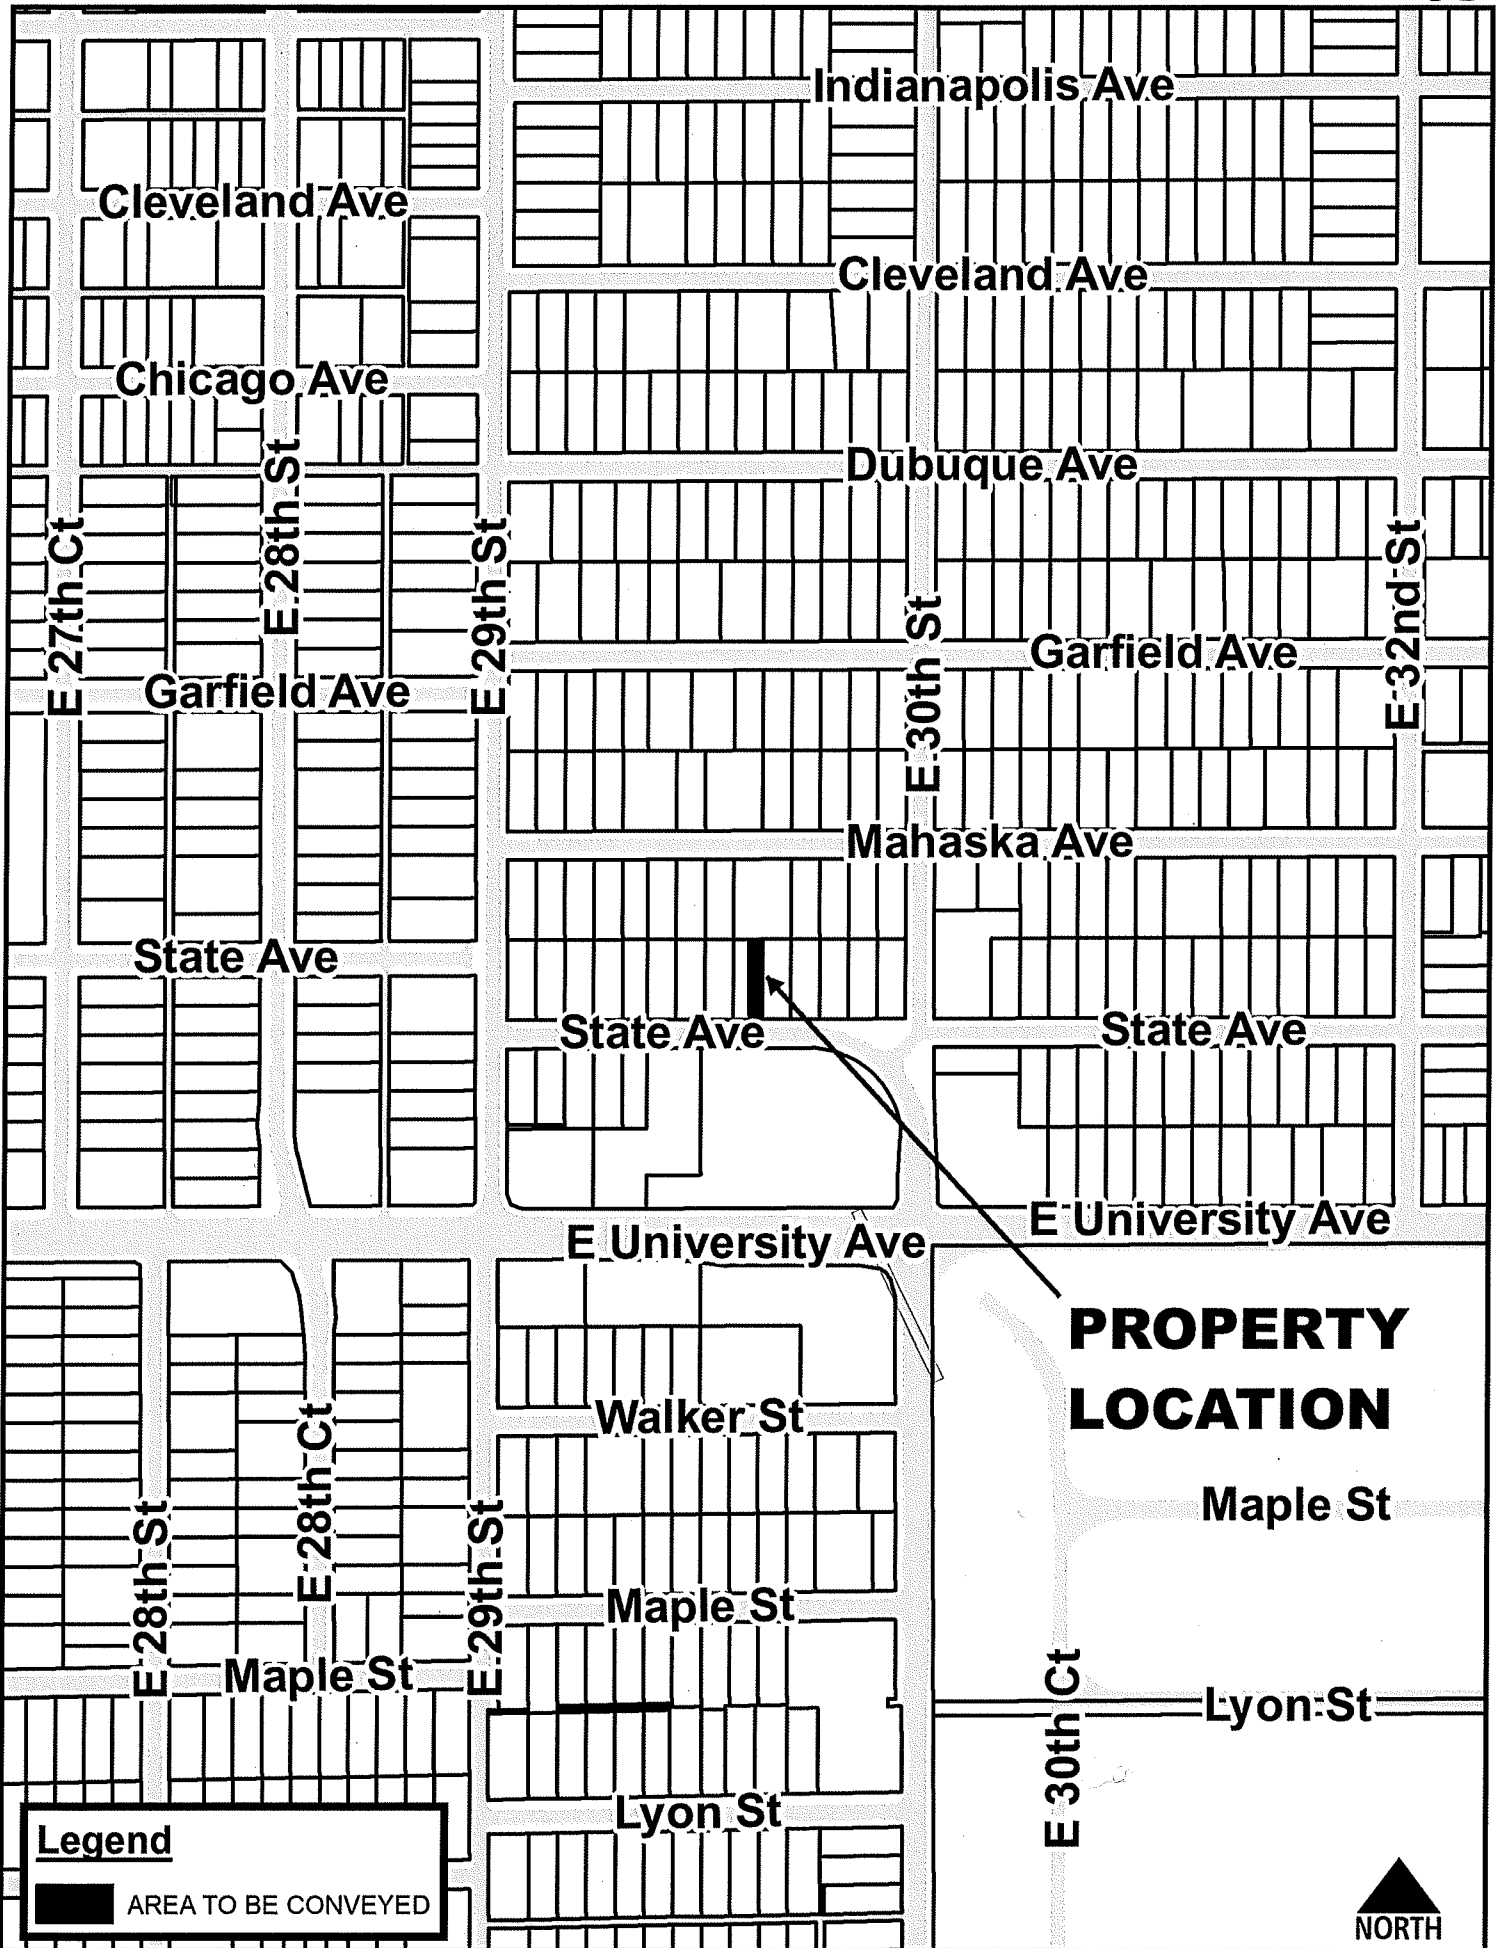 Indianapolis Ave
Cleveland Ave
Cleveland Ave
Chicago Ave
Dubuque Ave
E 27th Ct
E 28th St
E 29th St
E 30th St
E 32nd St
Garfield Ave
Garfield Ave
Mahaska Ave
State Ave
State Ave
State Ave
E University Ave
E University Ave
PROPERTY
LOCATION
Walker St
E 28th St
E 28th Ct
E 29th St
Maple St
Maple St
Maple St
Lyon St
E 30th Ct
Lyon St
Legend
AREA TO BE CONVEYED
NORTH